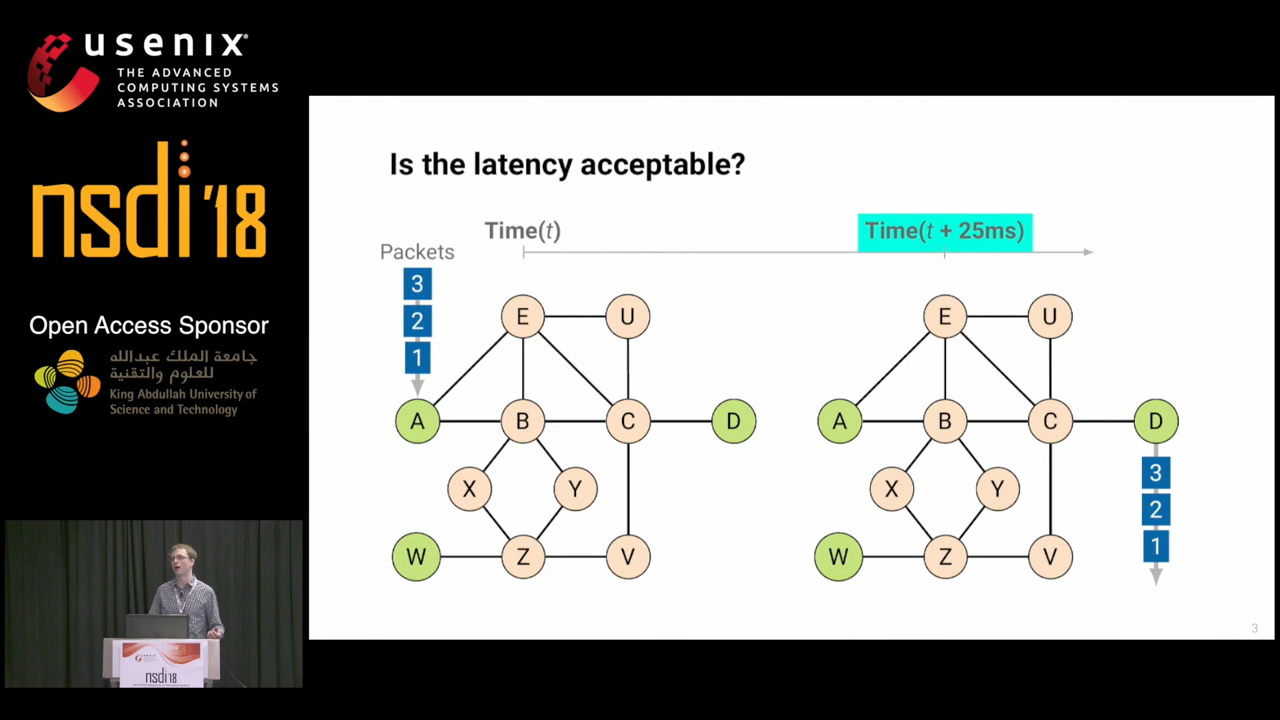 usenix
THE ADVANCED
COMPUTING SYSTEMS
ASSOCIATION
nsdi '18
Open Access Sponsor
جامعة الملك عبدالله
للعلوم والتقنية
King Abdullah University of
Science and Technology
Is the latency acceptable?
Time(t)
Time(t + 25ms)
Packets
3
2
1
E
U
A
B
C
D
X
Y
W
Z
V
E
U
A
B
C
D
X
Y
W
Z
V
3
2
1
3
usenix
nsdi'18